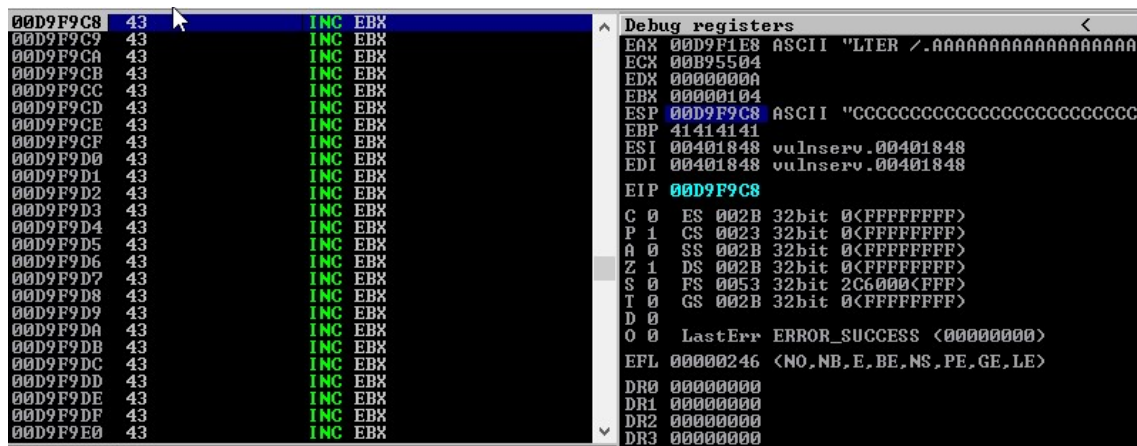 00D9F9C8 43 INC EBX
00D9F9C9 43 INC EBX
00D9F9CA 43 INC EBX
00D9F9CB 43 INC EBX
00D9F9CC 43 INC EBX
00D9F9CD 43 INC EBX
00D9F9CE 43 INC EBX
00D9F9CF 43 INC EBX
00D9F9D0 43 INC EBX
00D9F9D1 43 INC EBX
00D9F9D2 43 INC EBX
00D9F9D3 43 INC EBX
00D9F9D4 43 INC EBX
00D9F9D5 43 INC EBX
00D9F9D6 43 INC EBX
00D9F9D7 43 INC EBX
00D9F9D8 43 INC EBX
00D9F9D9 43 INC EBX
00D9F9DA 43 INC EBX
00D9F9DB 43 INC EBX
00D9F9DC 43 INC EBX
00D9F9DD 43 INC EBX
00D9F9DE 43 INC EBX
00D9F9DF 43 INC EBX
00D9F9E0 43 INC EBX
Debug registers <
EAX 00D9F1E8 ASCII "LTER /.AAAAAAAAAAAAAAAAAAA
ECX 00B95504
EDX 0000000A
EBX 00000104
ESP 00D9F9C8 ASCII "CCCCCCCCCCCCCCCCCCCCCCCCCC
EBP 41414141
ESI 00401848 vulnserv.00401848
EDI 00401848 vulnserv.00401848
EIP 00D9F9C8
C 0 ES 002B 32bit 0(FFFFFFFF)
P 1 CS 0023 32bit 0(FFFFFFFF)
A 0 SS 002B 32bit 0(FFFFFFFF)
Z 1 DS 002B 32bit 0(FFFFFFFF)
S 0 FS 0053 32bit 2C6000(FFF)
T 0 GS 002B 32bit 0(FFFFFFFF)
D 0
O 0 LastErr ERROR_SUCCESS (00000000)
EFL 00000246 (NO,NB,E,BE,NS,PE,GE,LE)
DR0 00000000
DR1 00000000
DR2 00000000
DR3 00000000